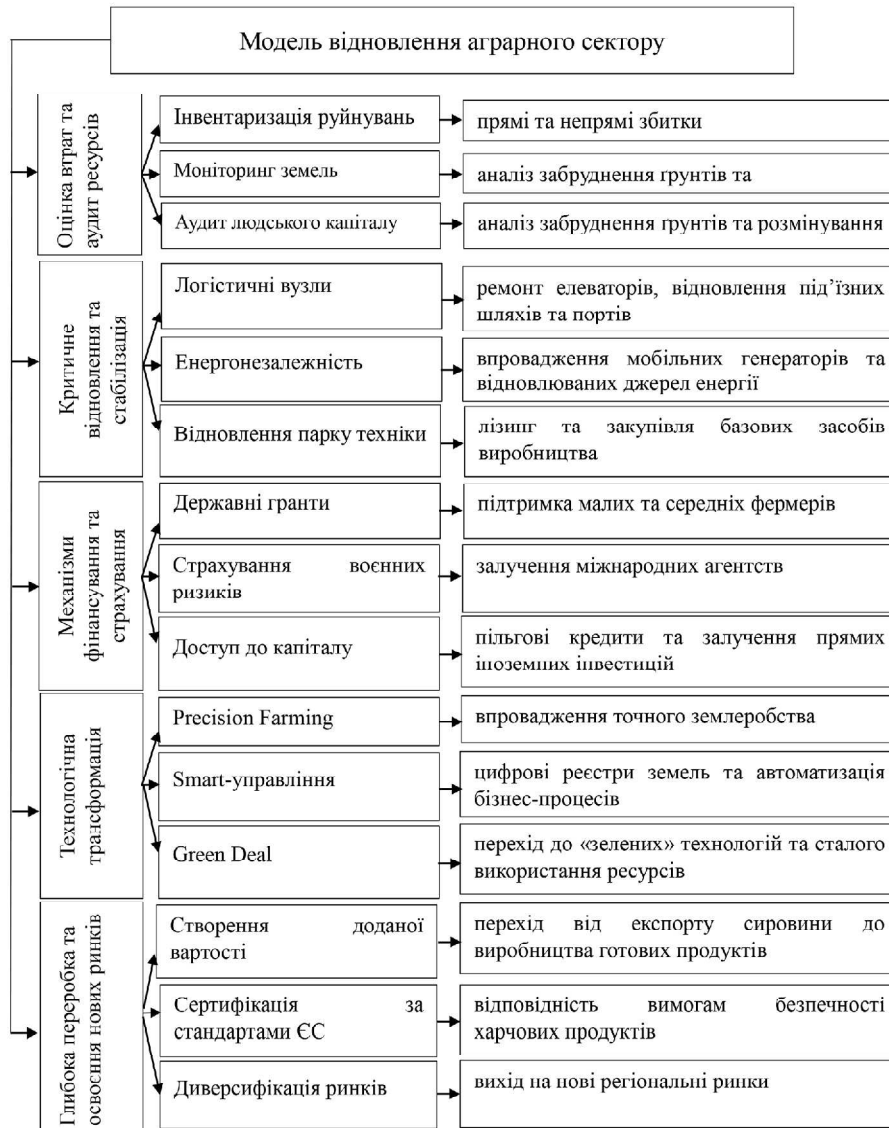 Модель відновлення аграрного сектору
Оцінка втрат та
аудит ресурсів
Інвентаризація руйнувань
прямі та непрямі збитки
Моніторинг земель
аналіз забруднення ґрунтів та
Аудит людського капіталу
аналіз забруднення ґрунтів та розмінування
Критичне
відновлення та
стабілізація
Логістичні вузли
ремонт елеваторів, відновлення під’їзних
шляхів та портів
Енергонезалежність
впровадження мобільних генераторів та
відновлюваних джерел енергії
Відновлення парку техніки
лізинг та закупівля базових засобів
виробництва
Механізми
фінансування та
страхування
Державні гранти
підтримка малих та середніх фермерів
Страхування воєнних
ризиків
залучення міжнародних агентств
Доступ до капіталу
пільгові кредити та залучення прямих
іноземних інвестицій
Технологічна
трансформація
Precision Farming
впровадження точного землеробства
Smart-управління
цифрові реєстри земель та автоматизація
бізнес-процесів
Green Deal
перехід до «зелених» технологій та сталого
використання ресурсів
Глибока переробка та
освоєння нових ринків
Створення доданої
вартості
перехід від експорту сировини до
виробництва готових продуктів
Сертифікація за
стандартами ЄС
відповідність вимогам безпечності
харчових продуктів
Диверсифікація ринків
вихід на нові регіональні ринки